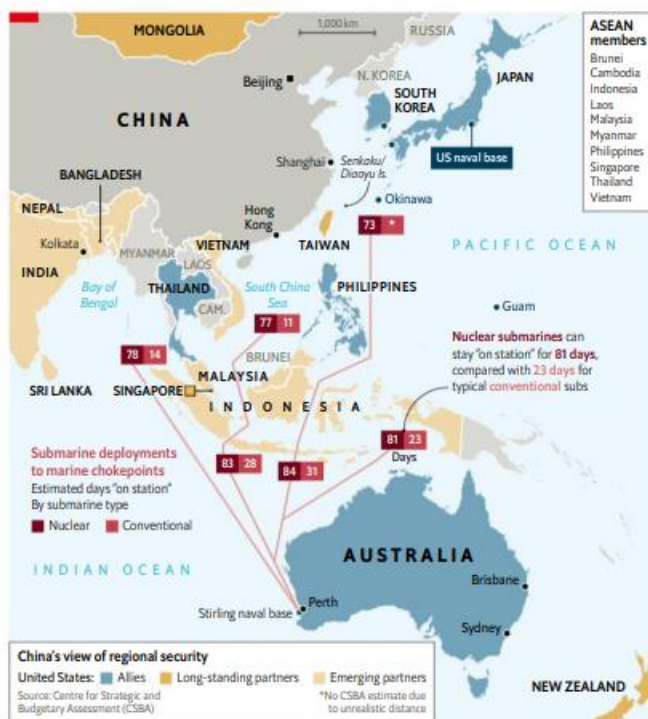 MONGOLIA
1,000 km
RUSSIA
ASEAN
members
Brunei
Cambodia
Indonesia
Laos
Malaysia
Myanmar
Philippines
Singapore
Thailand
Vietnam
N. KOREA
JAPAN
Beijing
SOUTH
KOREA
CHINA
US naval base
Shanghai
Senkaku/
Diaoyu Is.
BANGLADESH
Okinawa
NEPAL
Hong
Kong
TAIWAN
73 *
PACIFIC OCEAN
Kolkata
VIETNAM
MYANMAR
LAOS
INDIA
Bay of
Bengal
THAILAND
South China
Sea
PHILIPPINES
CAM.
Guam
77 11
78 14
BRUNEI
Nuclear submarines can
stay "on station" for 81 days,
compared with 23 days for
typical conventional subs
MALAYSIA
SRI LANKA
SINGAPORE
INDONESIA
81 23
Days
83 28
84 31
Submarine deployments
to marine chokepoints
Estimated days "on station"
By submarine type
Nuclear Conventional
AUSTRALIA
INDIAN OCEAN
Brisbane
Perth
Stirling naval base
Sydney
China's view of regional security
United States: Allies Long-standing partners Emerging partners
Source: Centre for Strategic and
Budgetary Assessment (CSBA)
*No CSBA estimate due
to unrealistic distance
NEW ZEALAND